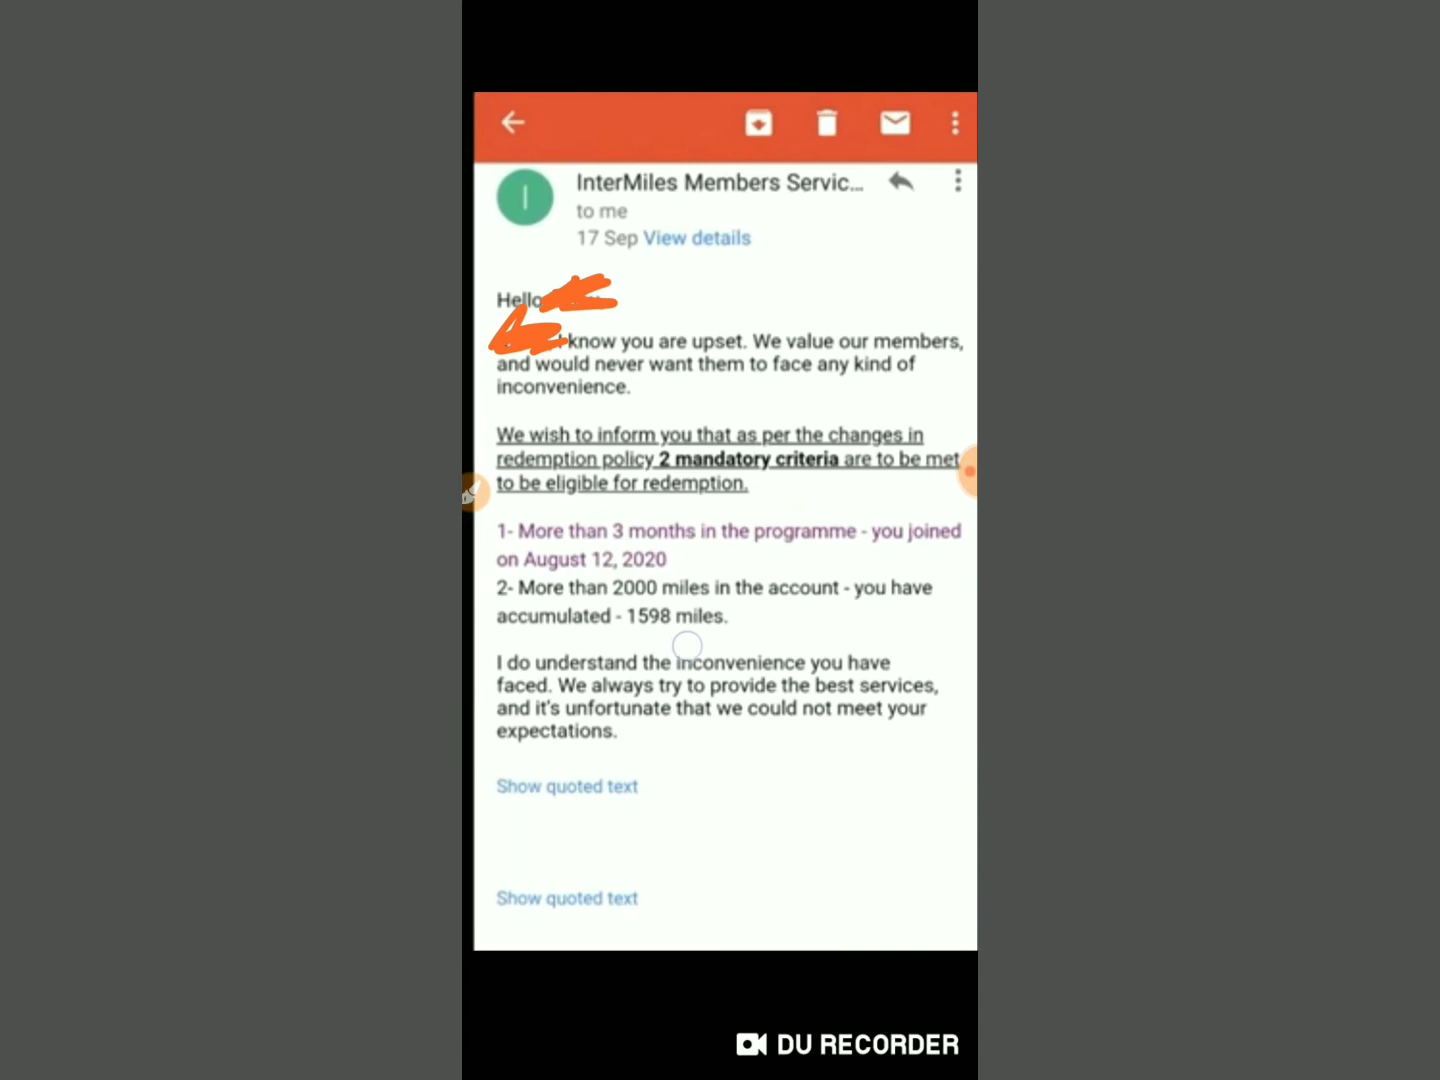 I
InterMiles Members Servic...
to me
17 Sep View details
Hello
know you are upset. We value our members,
and would never want them to face any kind of
inconvenience.
We wish to inform you that as per the changes in
redemption policy 2 mandatory criteria are to be met
to be eligible for redemption.
1- More than 3 months in the programme - you joined
on August 12, 2020
2- More than 2000 miles in the account - you have
accumulated - 1598 miles.
I do understand the inconvenience you have
faced. We always try to provide the best services,
and it's unfortunate that we could not meet your
expectations.
Show quoted text
Show quoted text
DU RECORDER